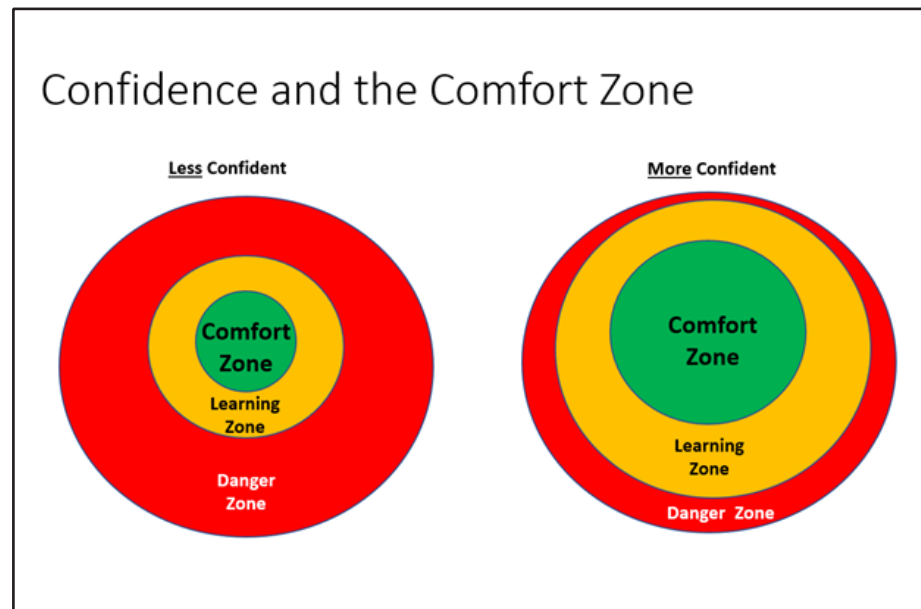 Confidence and the Comfort Zone
Less Confident
Comfort
Zone
Learning
Zone
Danger
Zone
More Confident
Comfort
Zone
Learning
Zone
Danger Zone